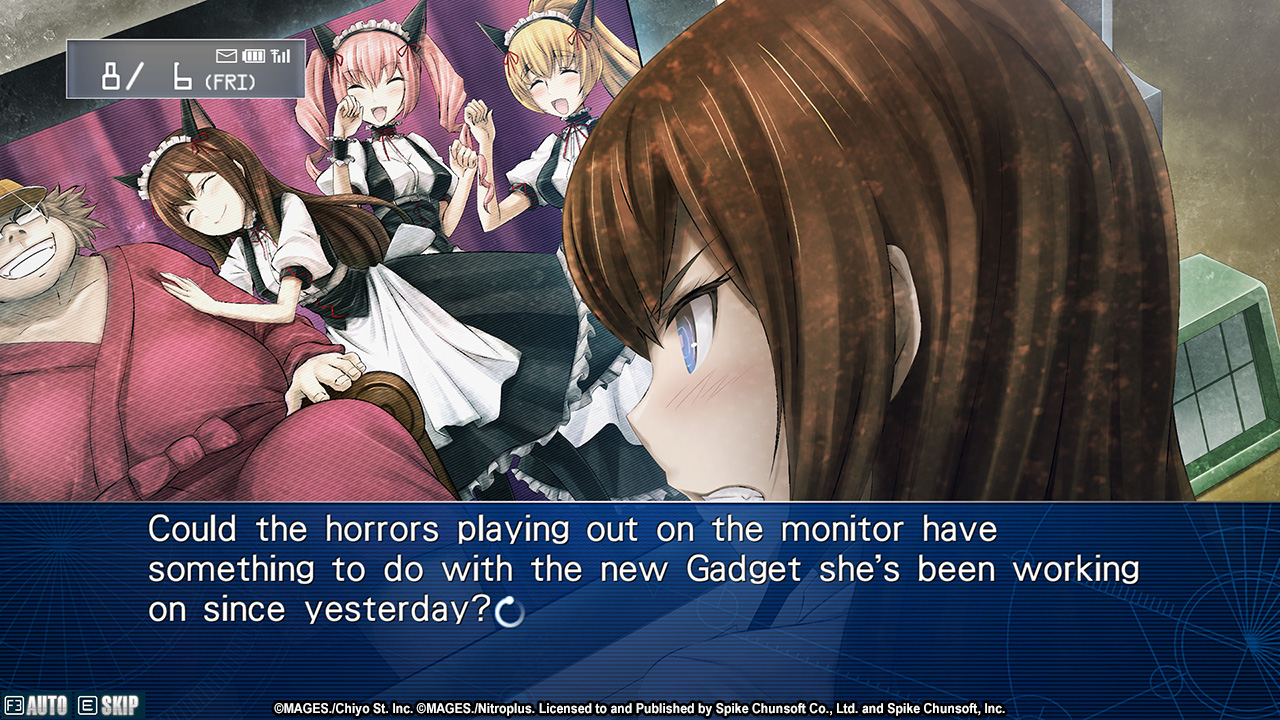 8/ 6 (FRI)
Could the horrors playing out on the monitor have
something to do with the new Gadget she's been working
on since yesterday?
F3 AUTO E SKIP
©MAGES./Chiyo St. Inc. ©MAGES./Nitroplus. Licensed to and Published by Spike Chunsoft Co., Ltd. and Spike Chunsoft, Inc.